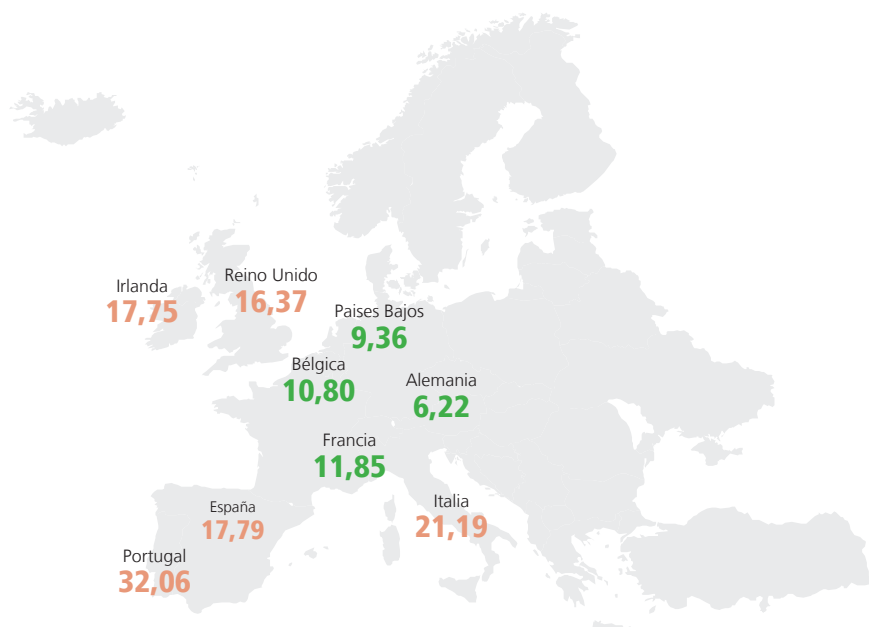 Reino Unido
16,37
Irlanda
17,75
Paises Bajos
9,36
Bélgica
10,80
Alemania
6,22
Francia
11,85
Italia
21,19
España
17,79
Portugal
32,06